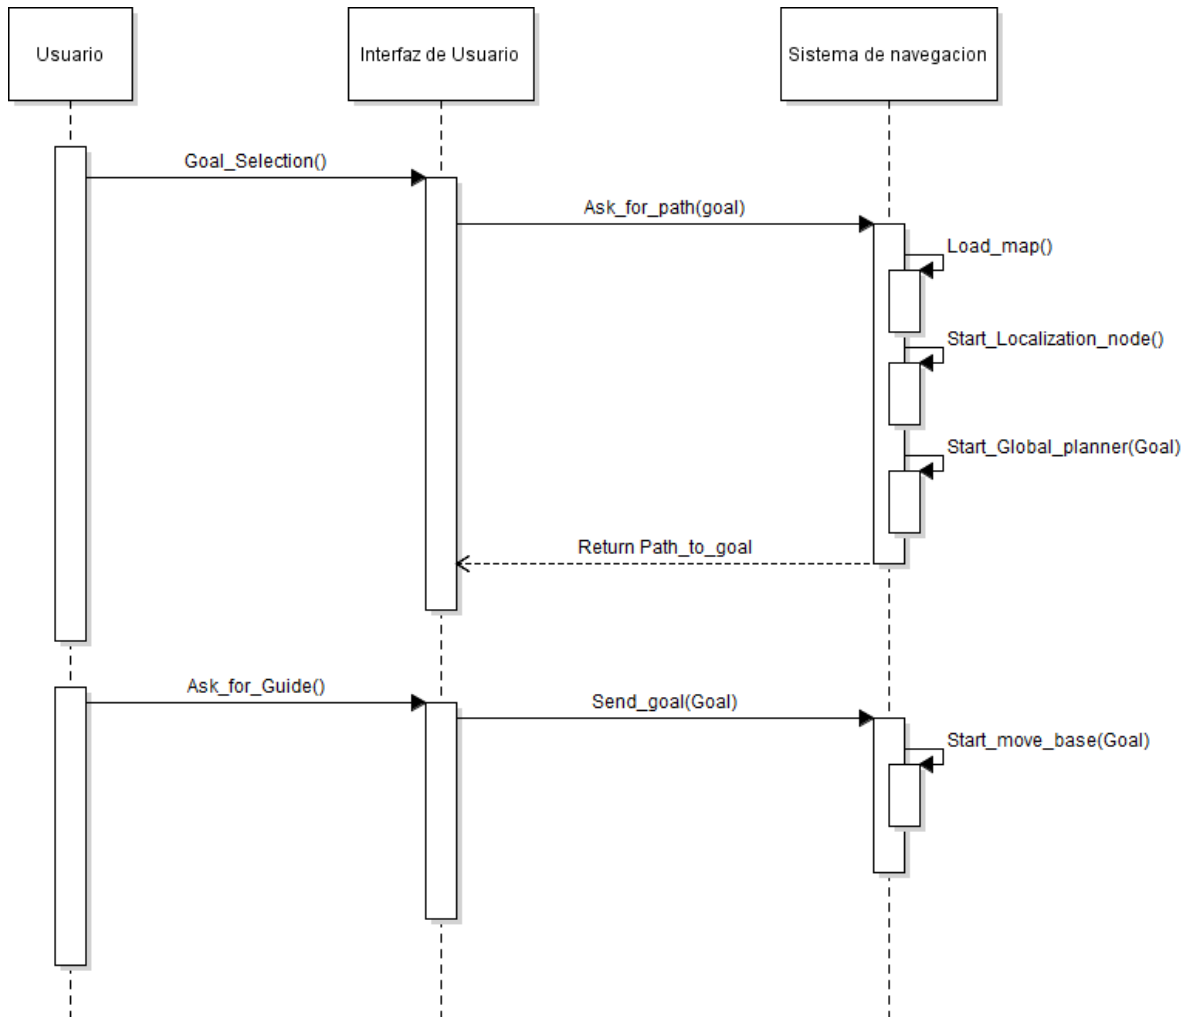 Usuario
Interfaz de Usuario
Sistema de navegacion
Goal_Selection()
Ask_for_path(goal)
Load_map()
Start_Localization_node()
Start_Global_planner(Goal)
Return Path_to_goal
Ask_for_Guide()
Send_goal(Goal)
Start_move_base(Goal)